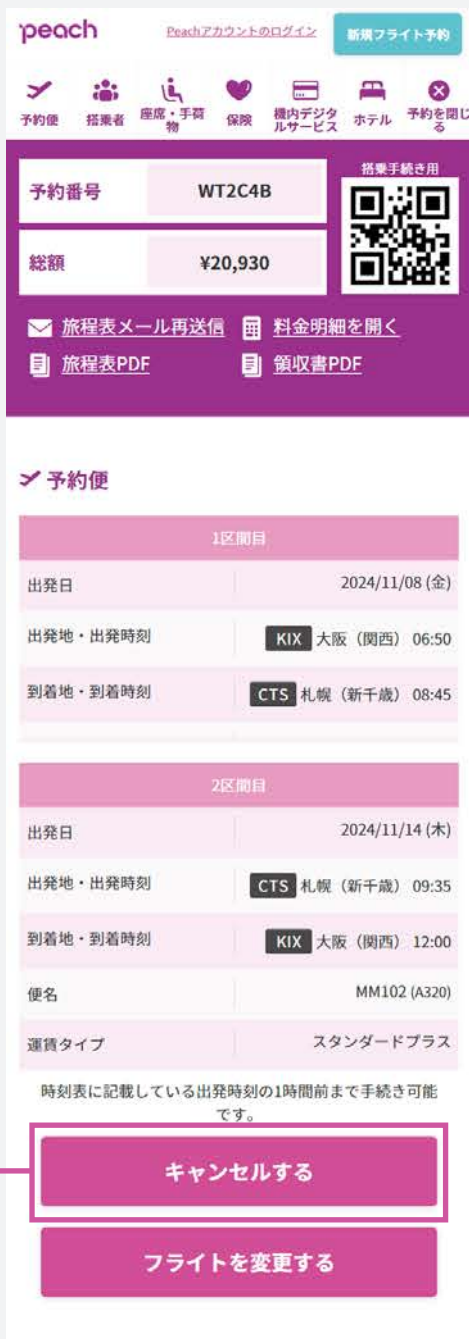 peach
Peachアカウントのログイン
新規フライト予約
予約便
搭乗者
座席・手荷
物
保険
機内デジタ
ルサービス
ホテル
予約を閉じ
る
予約番号
WT2C4B
搭乗手続き用
総額
¥20,930
旅程表メール再送信
料金明細を開く
旅程表PDF
領収書PDF
予約便
1区間目
出発日 2024/11/08 (金)
出発地・出発時刻 KIX 大阪（関西） 06:50
到着地・到着時刻 CTS 札幌（新千歳） 08:45
2区間目
出発日 2024/11/14 (木)
出発地・出発時刻 CTS 札幌（新千歳） 09:35
到着地・到着時刻 KIX 大阪（関西） 12:00
便名 MM102 (A320)
運賃タイプ スタンダードプラス
時刻表に記載している出発時刻の1時間前まで手続き可能
です。
キャンセルする
フライトを変更する